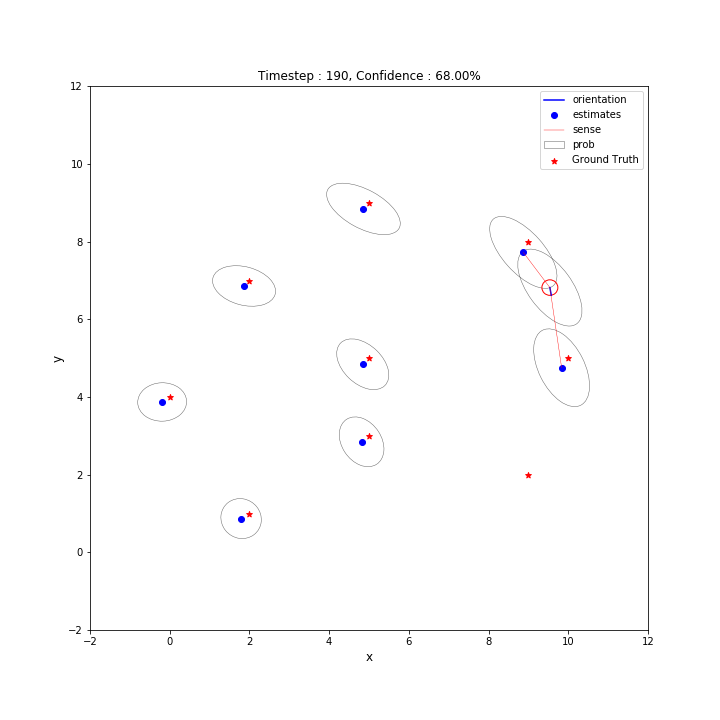 Timestep : 190, Confidence : 68.00%
orientation
estimates
sense
prob
Ground Truth
12
10
8
6
4
2
0
−2
y
−2 0 2 4 6 8 10 12
x